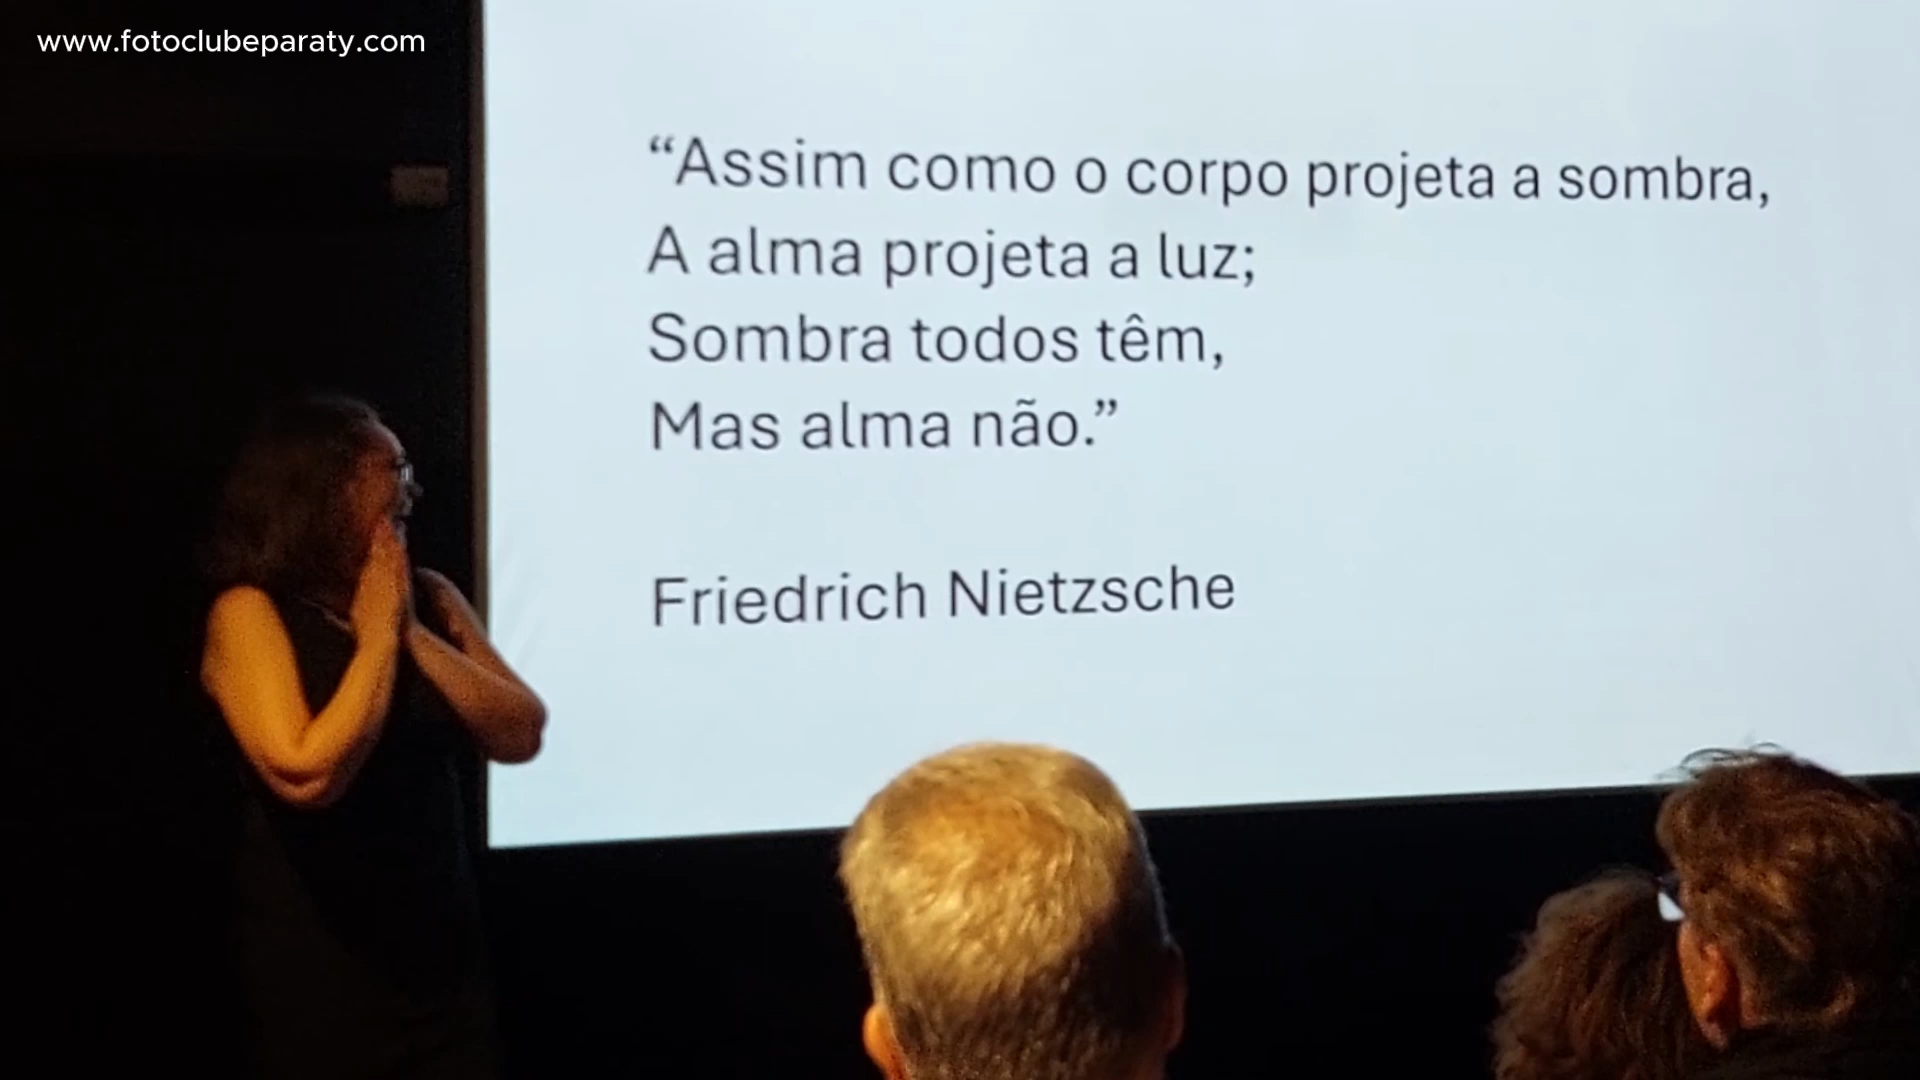 www.fotoclubeparaty.com
“Assim como o corpo projeta a sombra,
A alma projeta a luz;
Sombra todos têm,
Mas alma não.”
Friedrich Nietzsche